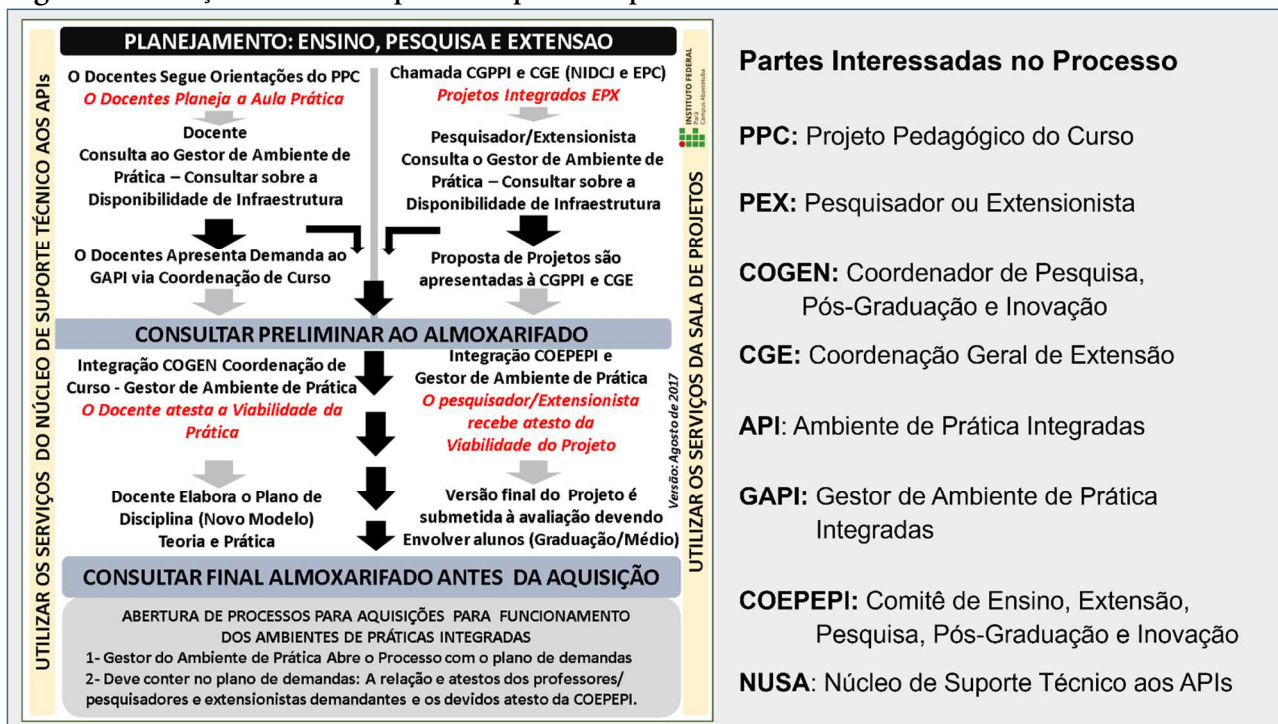 PLANEJAMENTO: ENSINO, PESQUISA E EXTENSAO
O Docentes Segue Orientações do PPC
O Docentes Planeja a Aula Prática
Docente
Consulta ao Gestor de Ambiente de
Prática – Consultar sobre a
Disponibilidade de Infraestrutura
O Docentes Apresenta Demanda ao
GAPI via Coordenação de Curso
Chamada CGPPI e CGE (NIDCJ e EPC)
Projetos Integrados EPX
Pesquisador/Extensionista
Consulta o Gestor de Ambiente de
Prática – Consultar sobre a
Disponibilidade de Infraestrutura
Proposta de Projetos são
apresentadas à CGPPI e CGE
CONSULTAR PRELIMINAR AO ALMOXARIFADO
Integração COGEN Coordenação de
Curso - Gestor de Ambiente de Prática
O Docente atesta a Viabilidade da
Prática
Docente Elabora o Plano de
Disciplina (Novo Modelo)
Teoria e Prática
Integração COEPEPI e
Gestor de Ambiente de Prática
O pesquisador/Extensionista
recebe atesto da
Viabilidade do Projeto
Versão final do Projeto é
submetida à avaliação devendo
Envolver alunos (Graduação/Médio)
CONSULTAR FINAL ALMOXARIFADO ANTES DA AQUISIÇÃO
ABERTURA DE PROCESSOS PARA AQUISIÇÕES PARA FUNCIONAMENTO
DOS AMBIENTES DE PRÁTICAS INTEGRADAS
1- Gestor do Ambiente de Prática Abre o Processo com o plano de demandas
2- Deve conter no plano de demandas: A relação e atestos dos professores/
pesquisadores e extensionistas demandantes e os devidos atesto da COEPEPI.
UTILIZAR OS SERVIÇOS DO NÚCLEO DE SUPORTE TÉCNICO AOS APIs
UTILIZAR OS SERVIÇOS DA SALA DE PROJETOS
Versão: Agosto de 2017
INSTITUTO FEDERAL
Pará
Campus Abaetetuba
Partes Interessadas no Processo
PPC: Projeto Pedagógico do Curso
PEX: Pesquisador ou Extensionista
COGEN: Coordenador de Pesquisa,
Pós-Graduação e Inovação
CGE: Coordenação Geral de Extensão
API: Ambiente de Prática Integradas
GAPI: Gestor de Ambiente de Prática
Integradas
COEPEPI: Comitê de Ensino, Extensão,
Pesquisa, Pós-Graduação e Inovação
NUSA: Núcleo de Suporte Técnico aos APIs